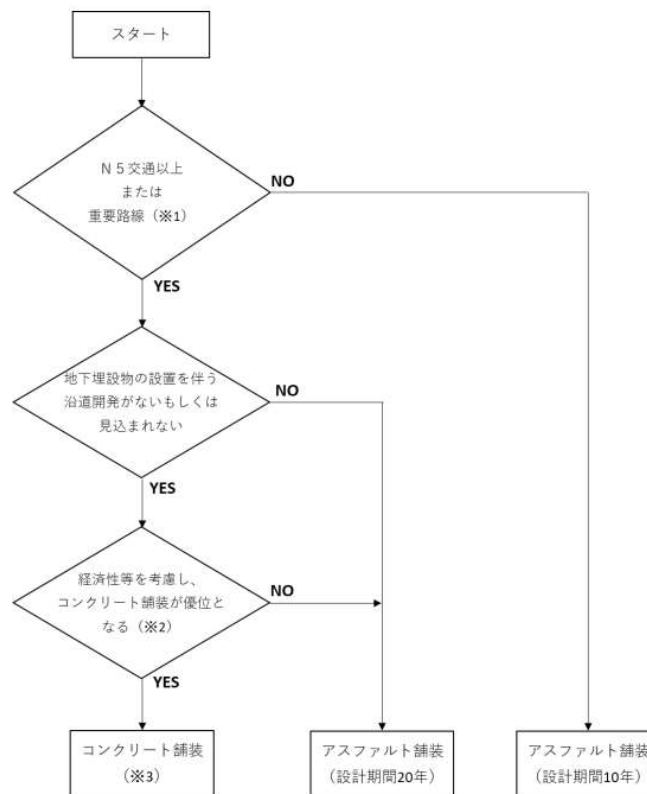 スタート
N５交通以上
または
重要路線（※1）
NO
YES
地下埋設物の設置を伴う
沿道開発がないもしくは
見込まれない
NO
YES
経済性等を考慮し、
コンクリート舗装が優位と
なる（※2）
NO
YES
コンクリート舗装
（※3）
アスファルト舗装
（設計期間20年）
アスファルト舗装
（設計期間10年）